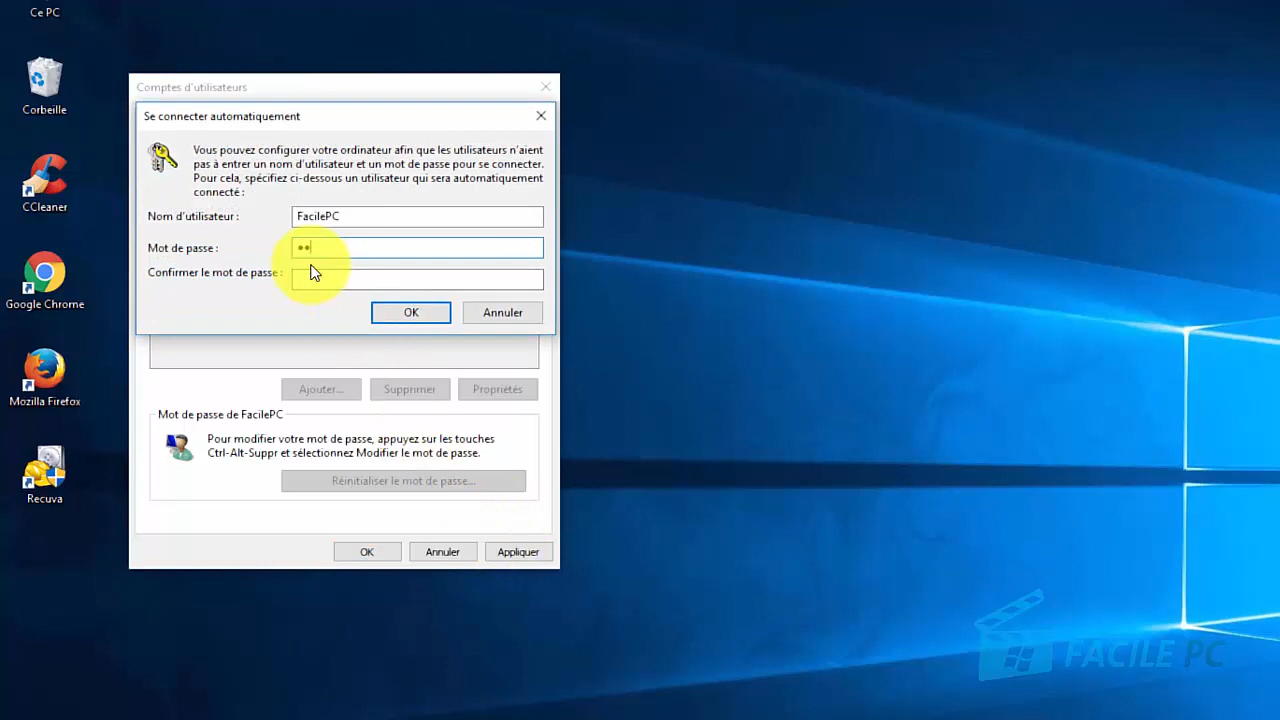 Ce PC
Corbeille
CCleaner
Google Chrome
Mozilla Firefox
Recuva
Comptes d'utilisateurs
Se connecter automatiquement
Vous pouvez configurer votre ordinateur afin que les utilisateurs n'aient
pas à entrer un nom d'utilisateur et un mot de passe pour se connecter.
Pour cela, spécifiez ci-dessous un utilisateur qui sera automatiquement
connecté :
Nom d'utilisateur : FacilePC
Mot de passe : ●●
Confirmer le mot de passe :
OK Annuler
Ajouter... Supprimer Propriétés
Mot de passe de FacilePC
Pour modifier votre mot de passe, appuyez sur les touches
Ctrl-Alt-Suppr et sélectionnez Modifier le mot de passe.
Réinitialiser le mot de passe...
OK Annuler Appliquer
FACILE PC